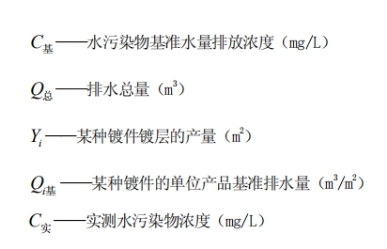 C基——水污染物基准水量排放浓度（mg/L）
Q总——排水总量（m³）
Yi——某种镀件镀层的产量（m²）
Qi基——某种镀件的单位产品基准排水量（m³/m²）
C实——实测水污染物浓度（mg/L）